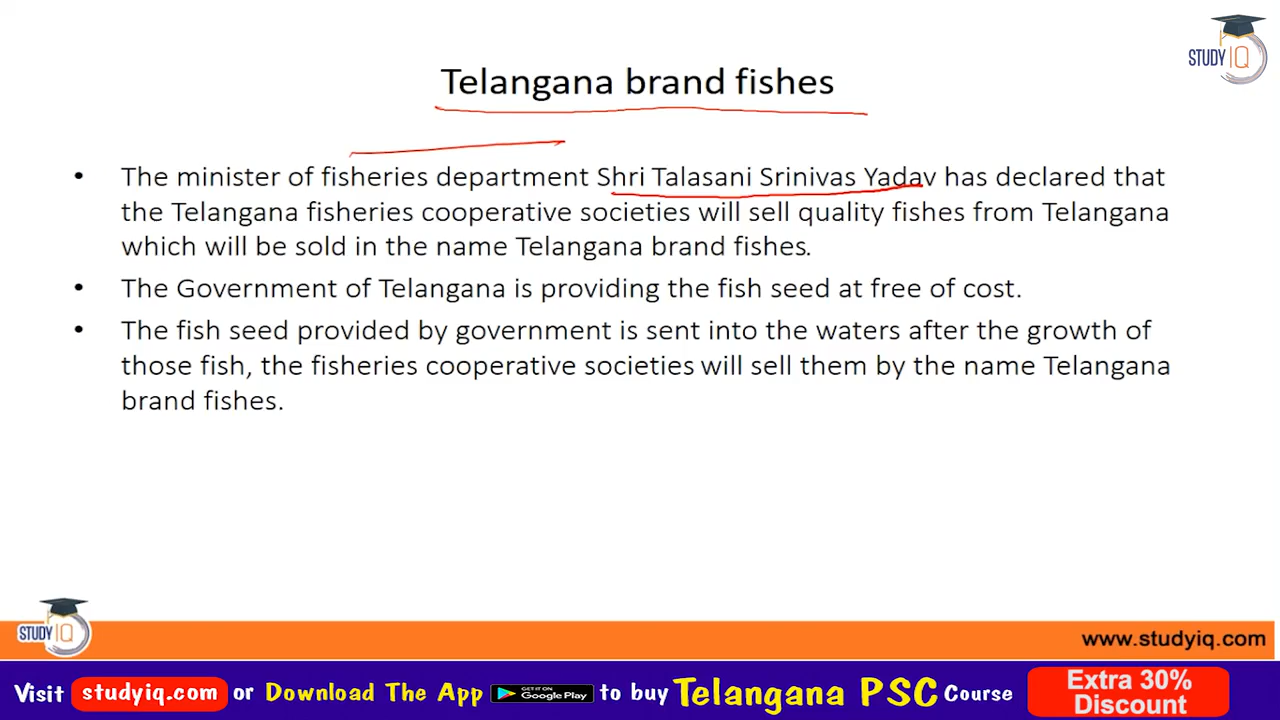 STUDY IQ
Telangana brand fishes
• The minister of fisheries department Shri Talasani Srinivas Yadav has declared that
the Telangana fisheries cooperative societies will sell quality fishes from Telangana
which will be sold in the name Telangana brand fishes.
• The Government of Telangana is providing the fish seed at free of cost.
• The fish seed provided by government is sent into the waters after the growth of
those fish, the fisheries cooperative societies will sell them by the name Telangana
brand fishes.
STUDY IQ
www.studyiq.com
Visit studyiq.com or Download The App GET IT ON Google Play to buy Telangana PSC Course
Extra 30%
Discount